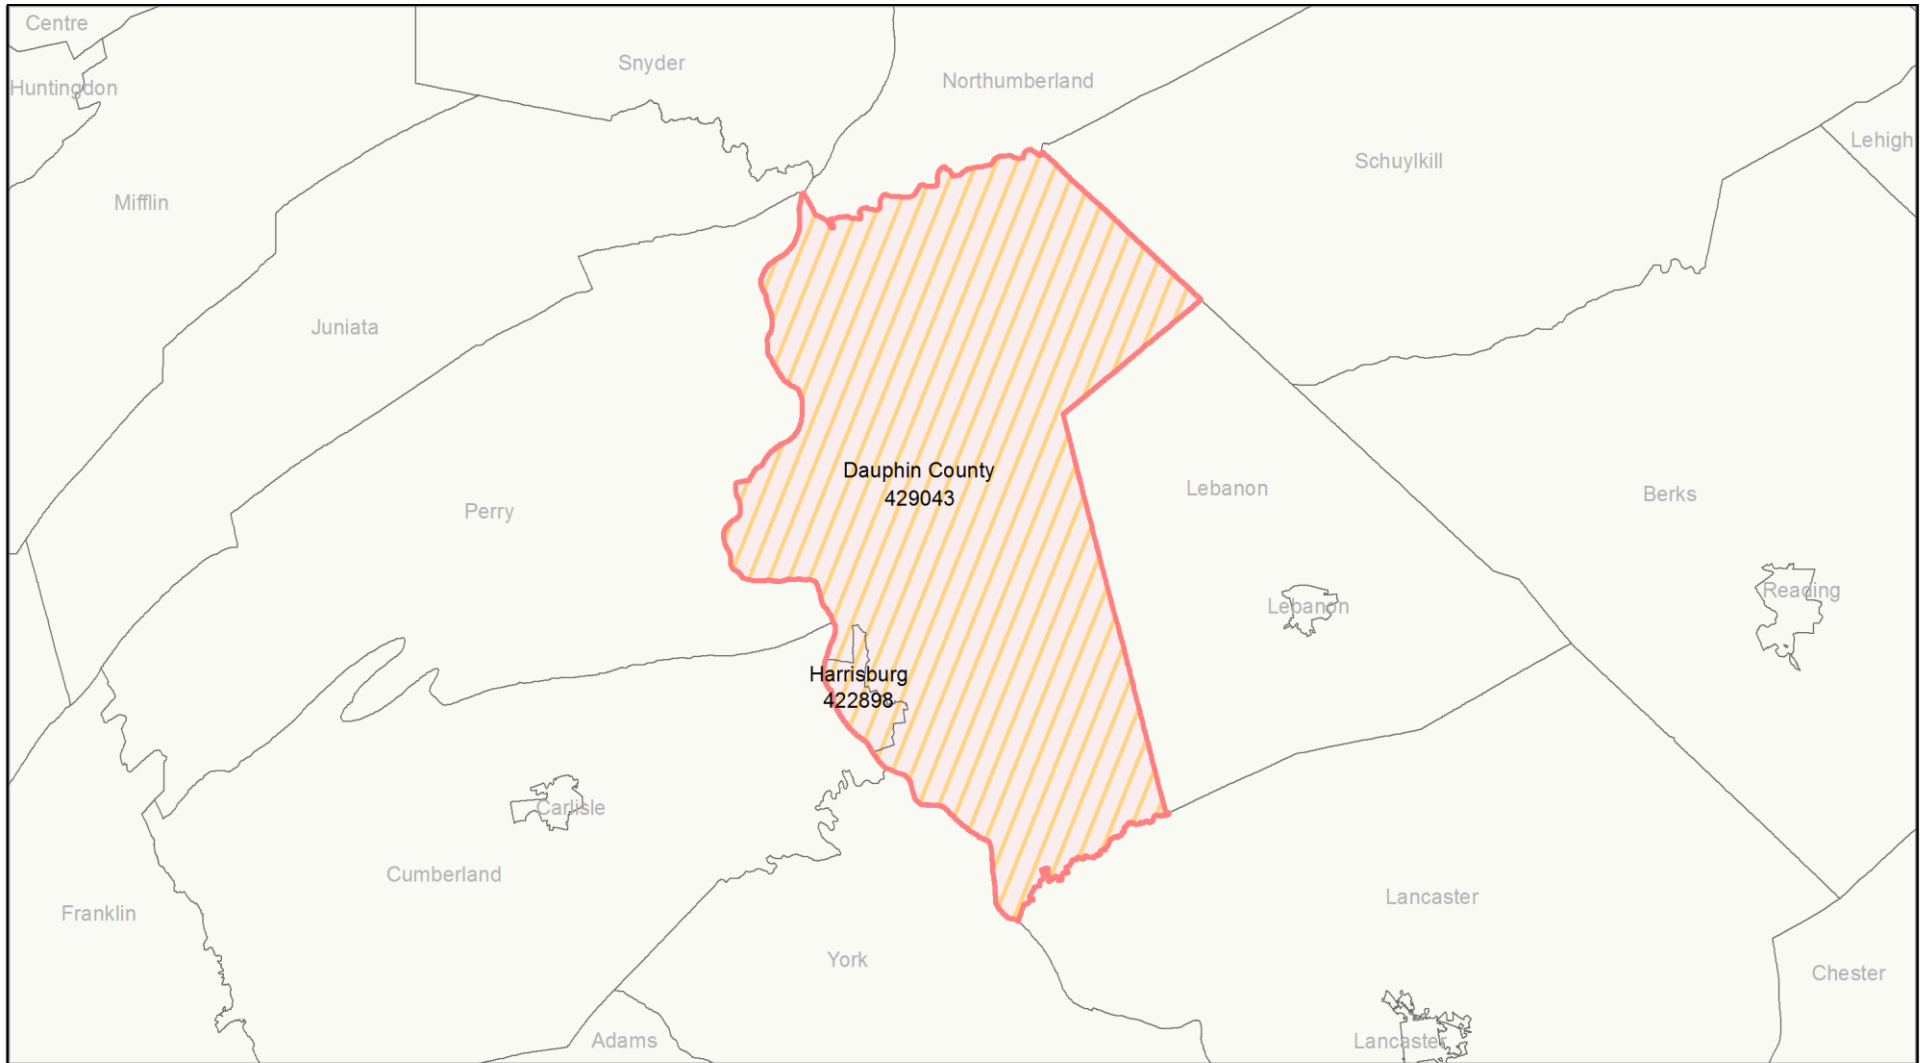 Centre
Snyder
Northumberland
Huntingdon
Lehigh
Schuylkill
Mifflin
Juniata
Dauphin County
429043
Lebanon
Berks
Perry
Reading
Lebanon
Harrisburg
422898
Carlisle
Cumberland
Lancaster
Franklin
York
Chester
Adams
Lancaster